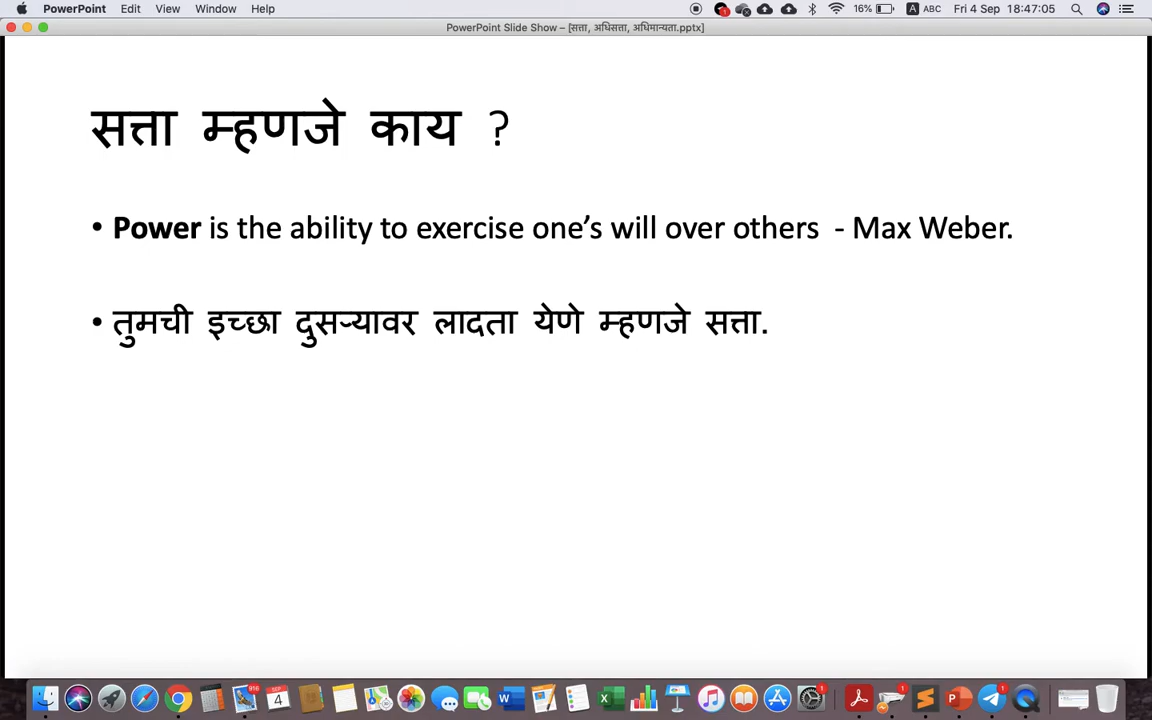 PowerPoint Edit View Window Help 16% ABC Fri 4 Sep 18:47:05
PowerPoint Slide Show – [सत्ता, अधिसत्ता, अधिमान्यता.pptx]
सत्ता म्हणजे काय ?
• Power is the ability to exercise one’s will over others - Max Weber.
• तुमची इच्छा दुसऱ्यावर लादता येणे म्हणजे सत्ता.